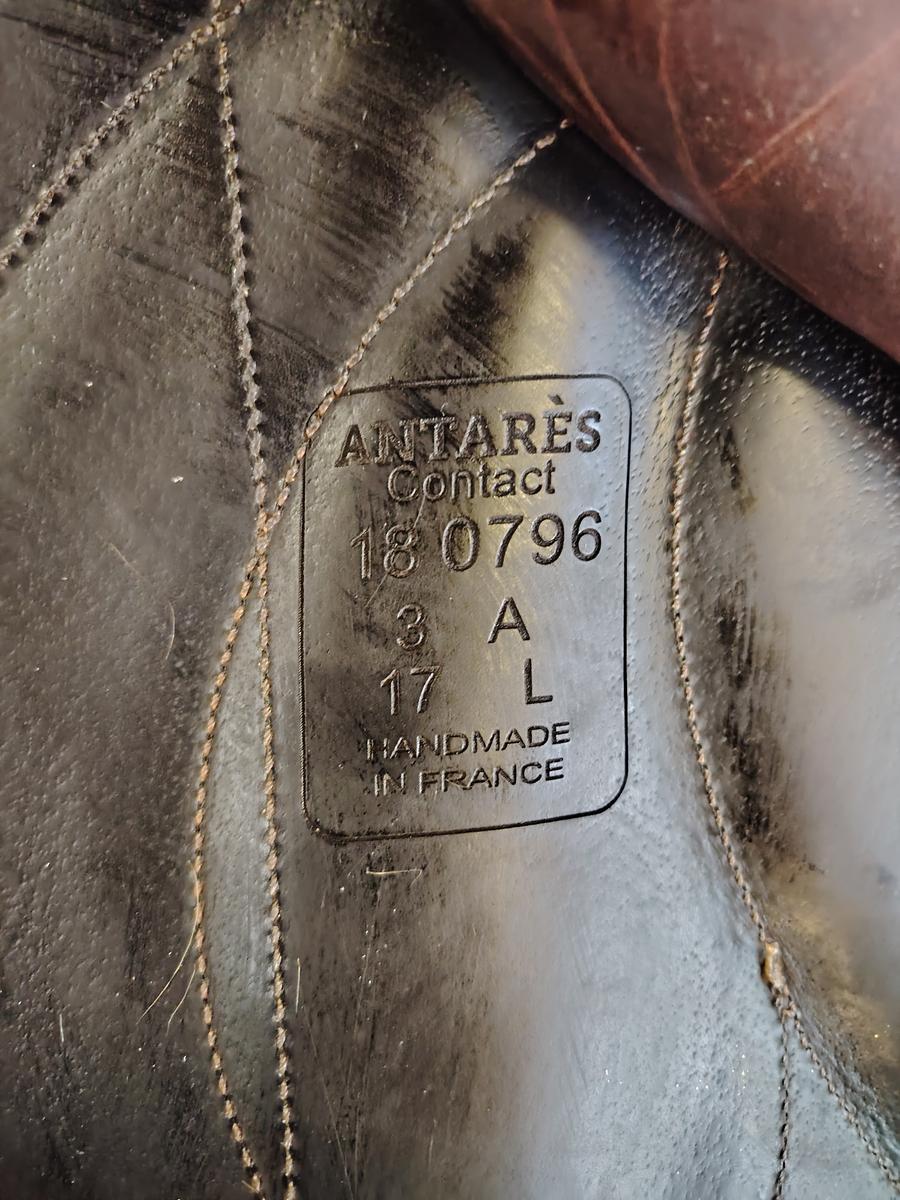 ANTARÈS
Contact
18 0796
3 A
17 L
HANDMADE
IN FRANCE